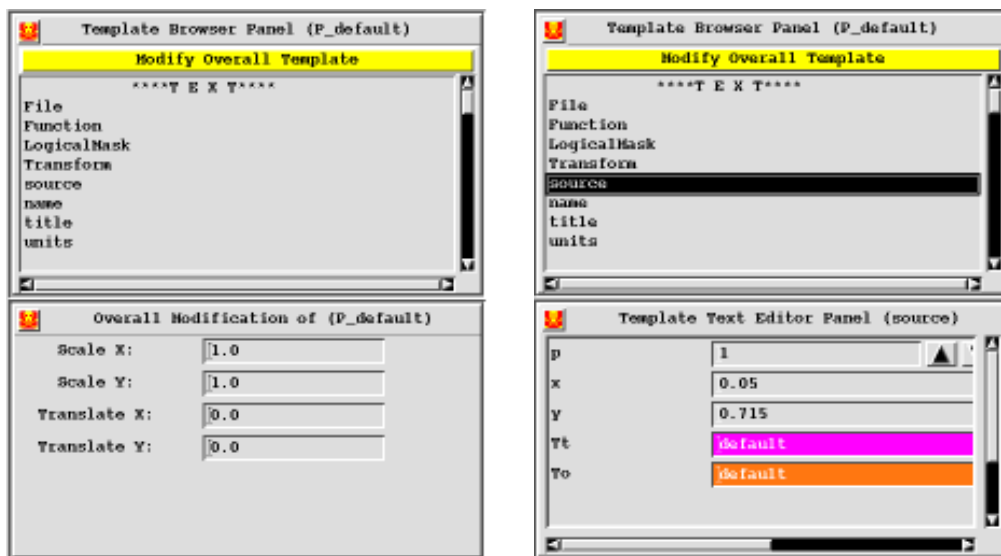 Template Browser Panel (P_default)
Modify Overall Template
****T E X T****
File
Function
LogicalMask
Transform
source
name
title
units
Overall Modification of (P_default)
Scale X: 1.0
Scale Y: 1.0
Translate X: 0.0
Translate Y: 0.0
Template Browser Panel (P_default)
Modify Overall Template
****T E X T****
File
Function
LogicalMask
Transform
source
name
title
units
Template Text Editor Panel (source)
p 1
x 0.05
y 0.715
Tt default
To default